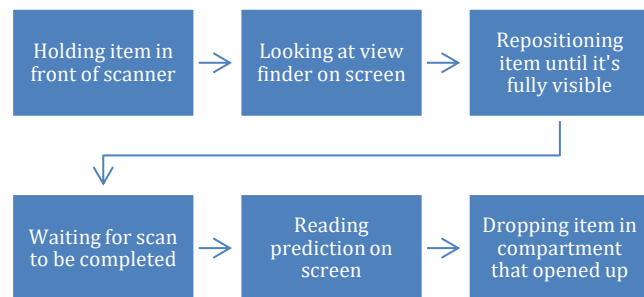 Holding item in
front of scanner
Looking at view
finder on screen
Repositioning
item until it's
fully visible
Waiting for scan
to be completed
Reading
prediction on
screen
Dropping item in
compartment
that opened up